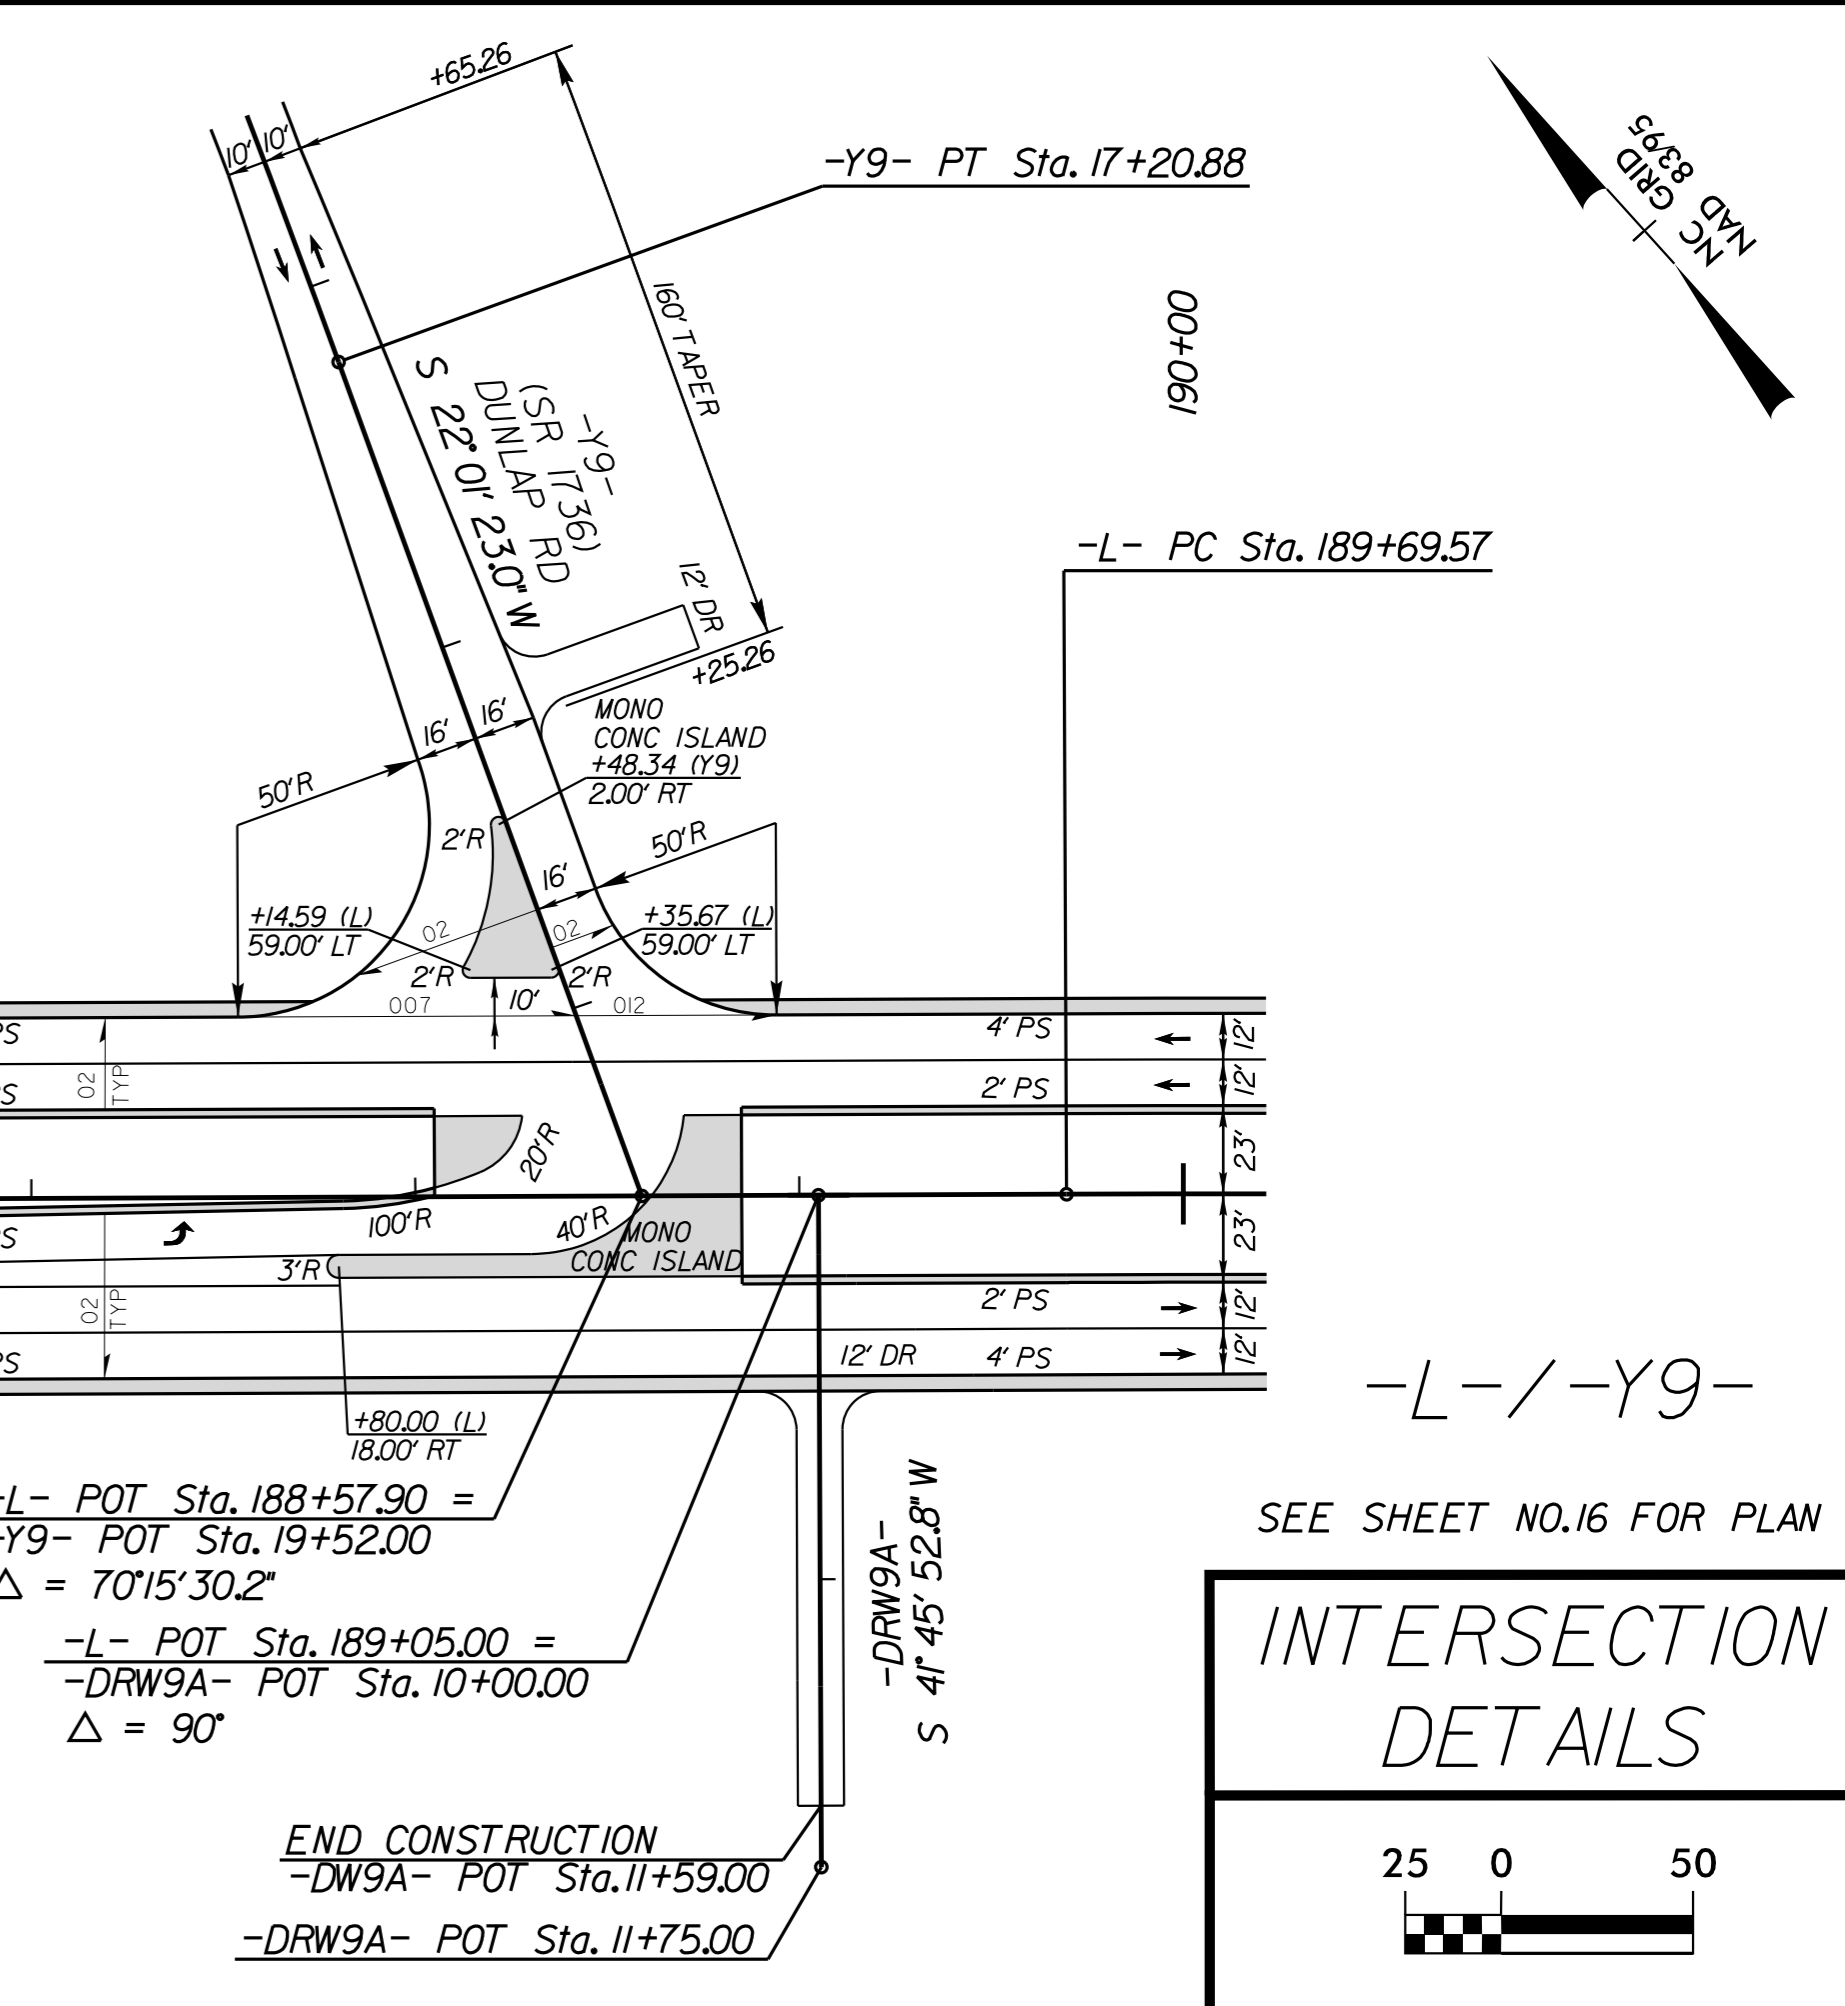 +65.26
10'
10'
-Y9- PT Sta. 17+20.88
NC GRID
NAD 83/95
160' TAPER
190+00
S 22° 01' 23.0" W
-Y9-
(SR 1736)
DUNLAP RD
-L- PC Sta. 189+69.57
12' DR
+25.26
16'
16'
MONO
CONC ISLAND
+48.34 (Y9)
2.00' RT
50'R
2'R
50'R
16'
+14.59 (L)
59.00' LT
02
02
+35.67 (L)
59.00' LT
2'R
2'R
007
10'
012
PS
4' PS
12'
02
TYP
PS
2' PS
12'
20'R
23'
PS
100'R
40'R
MONO
CONC ISLAND
23'
3'R
02
TYP
2' PS
12'
PS
12' DR
4' PS
12'
+80.00 (L)
18.00' RT
-L-/-Y9-
-L- POT Sta. 188+57.90 =
-Y9- POT Sta. 19+52.00
△ = 70°15'30.2"
-L- POT Sta. 189+05.00 =
-DRW9A- POT Sta. 10+00.00
△ = 90°
-DRW9A-
S 41° 45' 52.8" W
SEE SHEET NO. 16 FOR PLAN
INTERSECTION
DETAILS
END CONSTRUCTION
-DW9A- POT Sta. 11+59.00
-DRW9A- POT Sta. 11+75.00
25 0 50